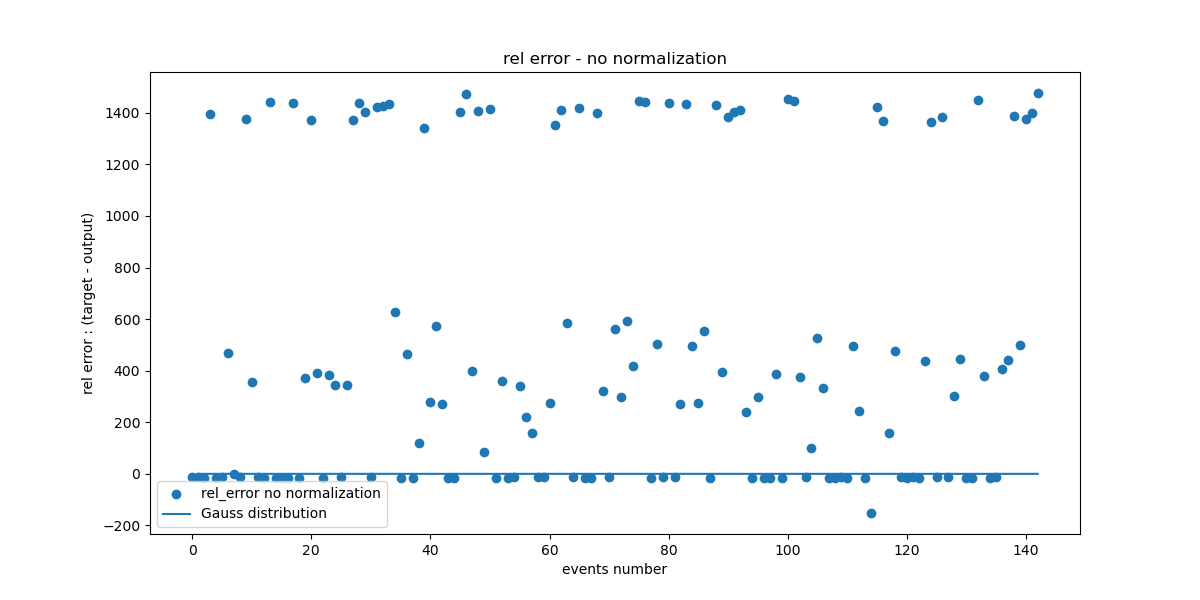 rel error - no normalization
rel error : (target - output)
1400
1200
1000
800
600
400
200
0
−200
rel_error no normalization
Gauss distribution
0 20 40 60 80 100 120 140
events number